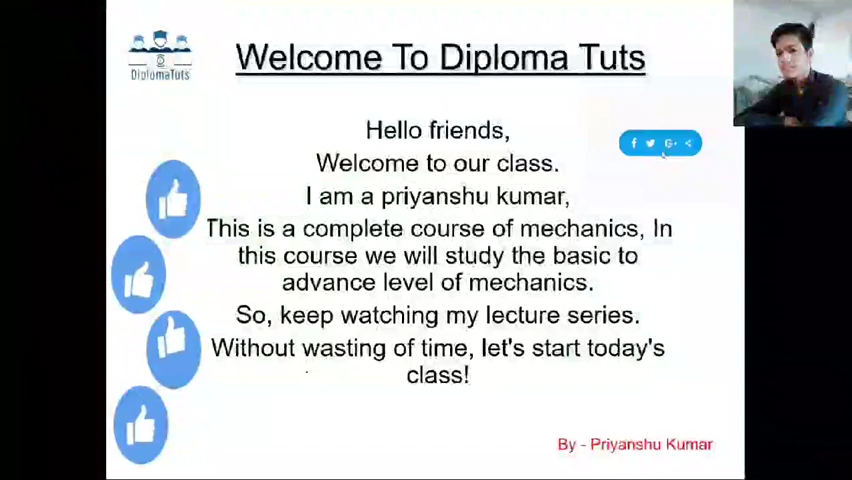 DiplomaTuts
Welcome To Diploma Tuts
Hello friends,
Welcome to our class.
I am a priyanshu kumar,
This is a complete course of mechanics, In
this course we will study the basic to
advance level of mechanics.
So, keep watching my lecture series.
Without wasting of time, let's start today's
class!
By - Priyanshu Kumar